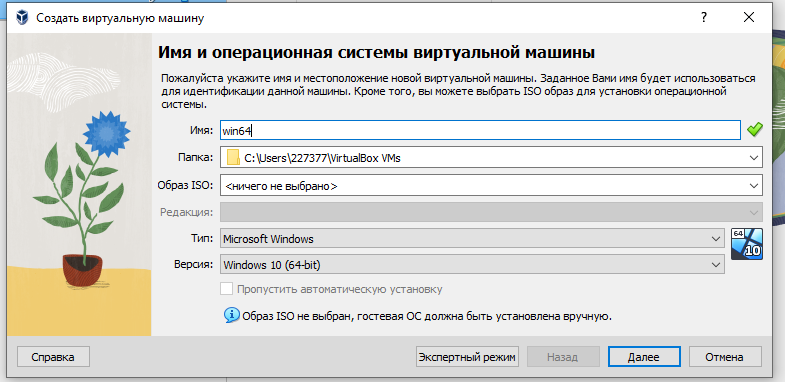 Создать виртуальную машину
Имя и операционная системы виртуальной машины
Пожалуйста укажите имя и местоположение новой виртуальной машины. Заданное Вами имя будет использоваться
для идентификации данной машины. Кроме того, вы можете выбрать ISO образ для установки операционной
системы.
Имя: win64
Папка: C:\Users\227377\VirtualBox VMs
Образ ISO: <ничего не выбрано>
Редакция:
Тип: Microsoft Windows
64
10
Версия: Windows 10 (64-bit)
Пропустить автоматическую установку
Образ ISO не выбран, гостевая ОС должна быть установлена вручную.
Справка Экспертный режим Назад Далее Отмена